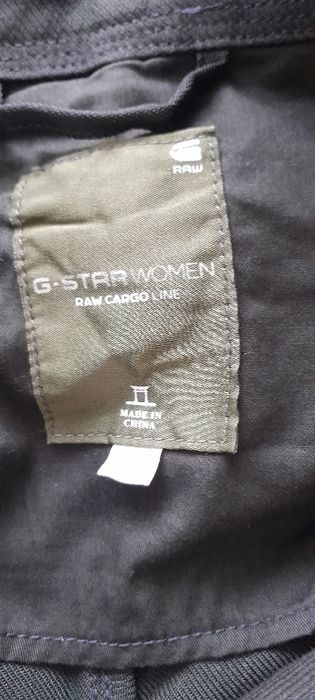 RAW
G-STAR WOMEN
RAW CARGO LINE
MADE IN
CHINA